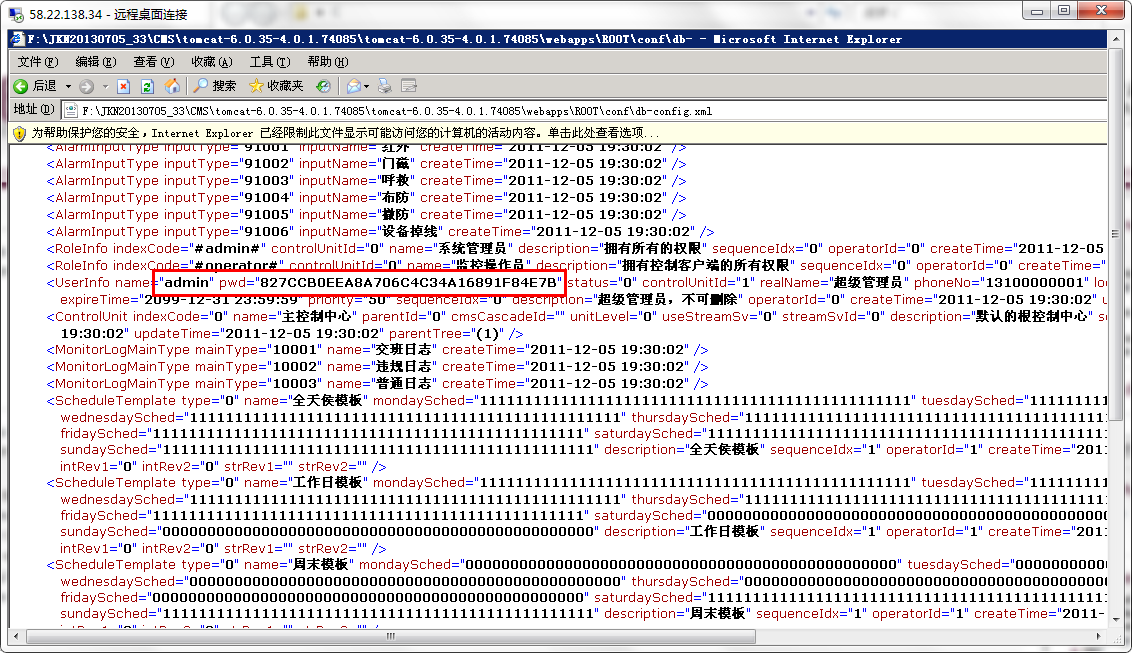 58.22.138.34 - 远程桌面连接
F:\JKN20130705_33\CMS\tomcat-6.0.35-4.0.1.74085\tomcat-6.0.35-4.0.1.74085\webapps\ROOT\conf\db- - Microsoft Internet Explorer
文件(F) 编辑(E) 查看(V) 收藏(A) 工具(T) 帮助(H)
后退 搜索 收藏夹
地址(D) F:\JKN20130705_33\CMS\tomcat-6.0.35-4.0.1.74085\tomcat-6.0.35-4.0.1.74085\webapps\ROOT\conf\db-config.xml
为帮助保护您的安全，Internet Explorer 已经限制此文件显示可能访问您的计算机的活动内容。单击此处查看选项...
<AlarmInputType inputType="91001" inputName="红外" createTime="2011-12-05 19:30:02" />
<AlarmInputType inputType="91002" inputName="门磁" createTime="2011-12-05 19:30:02" />
<AlarmInputType inputType="91003" inputName="呼救" createTime="2011-12-05 19:30:02" />
<AlarmInputType inputType="91004" inputName="布防" createTime="2011-12-05 19:30:02" />
<AlarmInputType inputType="91005" inputName="撤防" createTime="2011-12-05 19:30:02" />
<AlarmInputType inputType="91006" inputName="设备掉线" createTime="2011-12-05 19:30:02" />
<RoleInfo indexCode="#admin#" controlUnitId="0" name="系统管理员" description="拥有所有的权限" sequenceIdx="0" operatorId="0" createTime="2011-12-05
<RoleInfo indexCode="#operator#" controlUnitId="0" name="监控操作员" description="拥有控制客户端的所有权限" sequenceIdx="0" operatorId="0" createTime=
<UserInfo name="admin" pwd="827CCB0EEA8A706C4C34A16891F84E7B" status="0" controlUnitId="1" realName="超级管理员" phoneNo="13100000001"
expireTime="2099-12-31 23:59:59" priority="50" sequenceIdx="0" description="超级管理员，不可删除" operatorId="0" createTime="2011-12-05 19:30:02"
<ControlUnit indexCode="0" name="主控制中心" parentId="0" cmsCascadeId="" unitLevel="0" useStreamSv="0" streamSvId="0" description="默认的根控制中心"
19:30:02" updateTime="2011-12-05 19:30:02" parentTree="(1)" />
<MonitorLogMainType mainType="10001" name="交班日志" createTime="2011-12-05 19:30:02" />
<MonitorLogMainType mainType="10002" name="违规日志" createTime="2011-12-05 19:30:02" />
<MonitorLogMainType mainType="10003" name="普通日志" createTime="2011-12-05 19:30:02" />
<ScheduleTemplate type="0" name="全天侯模板" mondaySched="111111111111111111111111111111111111111111111111" tuesdaySched="1111111111
wednesdaySched="111111111111111111111111111111111111111111111111" thursdaySched="1111111111111111111111111111111111111111
fridaySched="111111111111111111111111111111111111111111111111" saturdaySched="111111111111111111111111111111111111111111111
sundaySched="111111111111111111111111111111111111111111111111" description="全天侯模板" sequenceIdx="1" operatorId="1" createTime="2011
intRev1="0" intRev2="0" strRev1="" strRev2="" />
<ScheduleTemplate type="0" name="工作日模板" mondaySched="111111111111111111111111111111111111111111111111" tuesdaySched="1111111111
wednesdaySched="111111111111111111111111111111111111111111111111" thursdaySched="1111111111111111111111111111111111111111
fridaySched="111111111111111111111111111111111111111111111111" saturdaySched="000000000000000000000000000000000000000000000
sundaySched="000000000000000000000000000000000000000000000000" description="工作日模板" sequenceIdx="1" operatorId="1" createTime="2011
intRev1="0" intRev2="0" strRev1="" strRev2="" />
<ScheduleTemplate type="0" name="周末模板" mondaySched="000000000000000000000000000000000000000000000000" tuesdaySched="0000000000
wednesdaySched="000000000000000000000000000000000000000000000000" thursdaySched="0000000000000000000000000000000000000000
fridaySched="000000000000000000000000000000000000000000000000" saturdaySched="111111111111111111111111111111111111111111111
sundaySched="111111111111111111111111111111111111111111111111" description="周末模板" sequenceIdx="1" operatorId="1" createTime="2011-